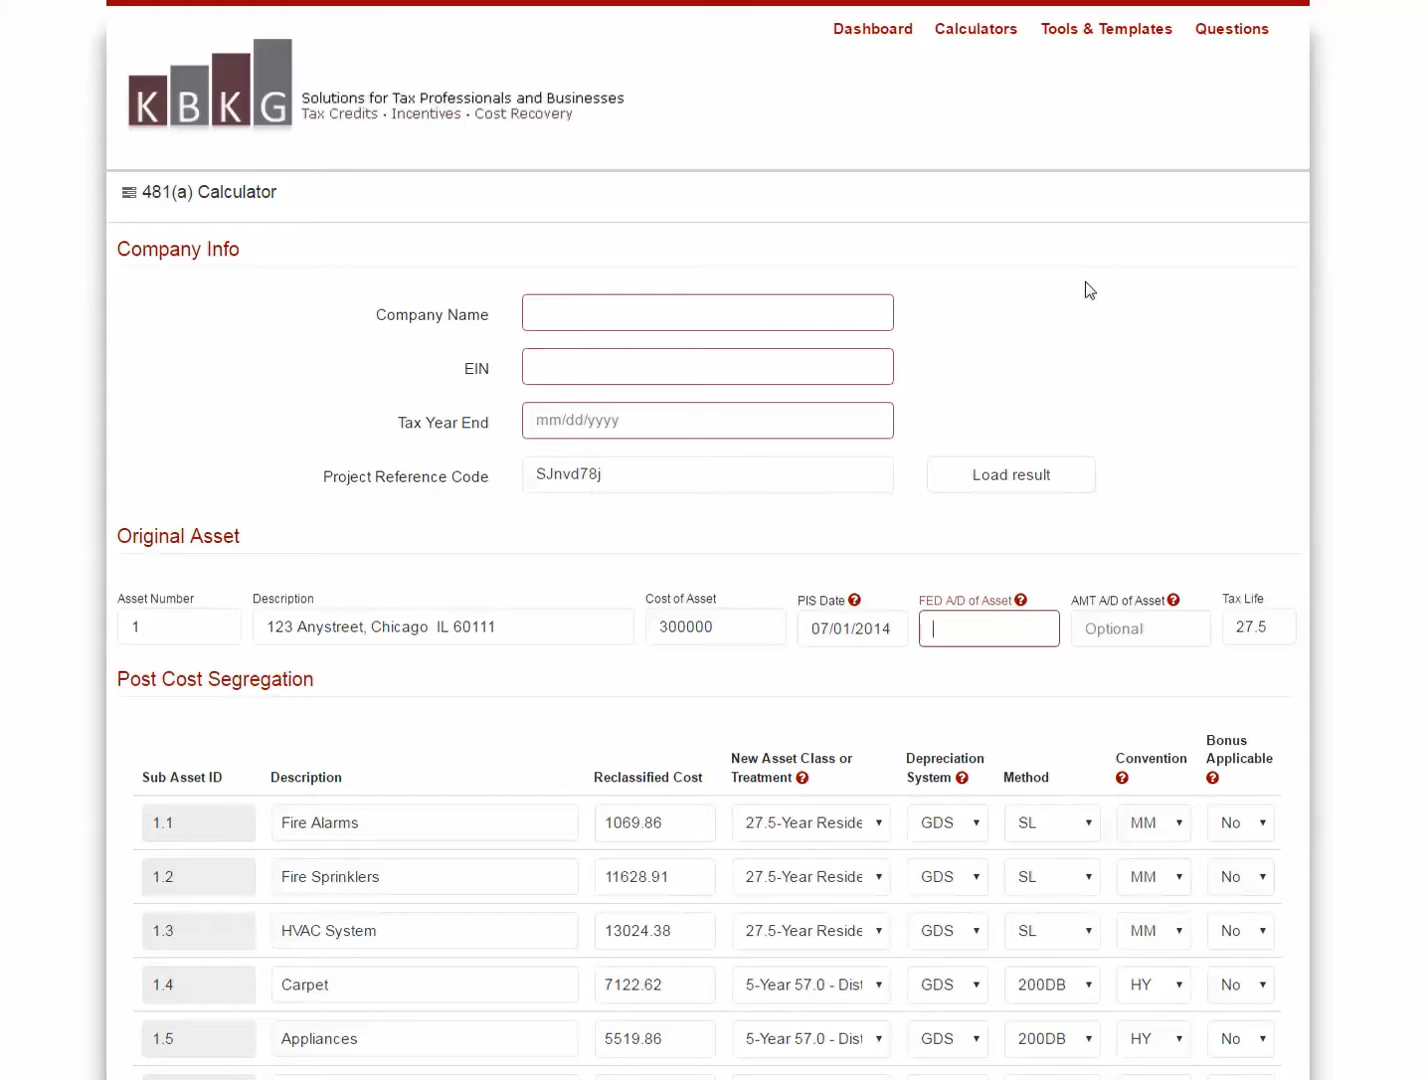 Dashboard Calculators Tools & Templates Questions
KBKG
Solutions for Tax Professionals and Businesses
Tax Credits • Incentives • Cost Recovery
481(a) Calculator
Company Info
Company Name
EIN
Tax Year End mm/dd/yyyy
Project Reference Code SJnvd78j Load result
Original Asset
Asset Number Description Cost of Asset PIS Date ? FED A/D of Asset ? AMT A/D of Asset ? Tax Life
1 123 Anystreet, Chicago IL 60111 300000 07/01/2014 Optional 27.5
Post Cost Segregation
Sub Asset ID Description Reclassified Cost New Asset Class or Treatment ? Depreciation System ? Method Convention ? Bonus Applicable ?
1.1 Fire Alarms 1069.86 27.5-Year Reside GDS SL MM No
1.2 Fire Sprinklers 11628.91 27.5-Year Reside GDS SL MM No
1.3 HVAC System 13024.38 27.5-Year Reside GDS SL MM No
1.4 Carpet 7122.62 5-Year 57.0 - Dist GDS 200DB HY No
1.5 Appliances 5519.86 5-Year 57.0 - Dist GDS 200DB HY No